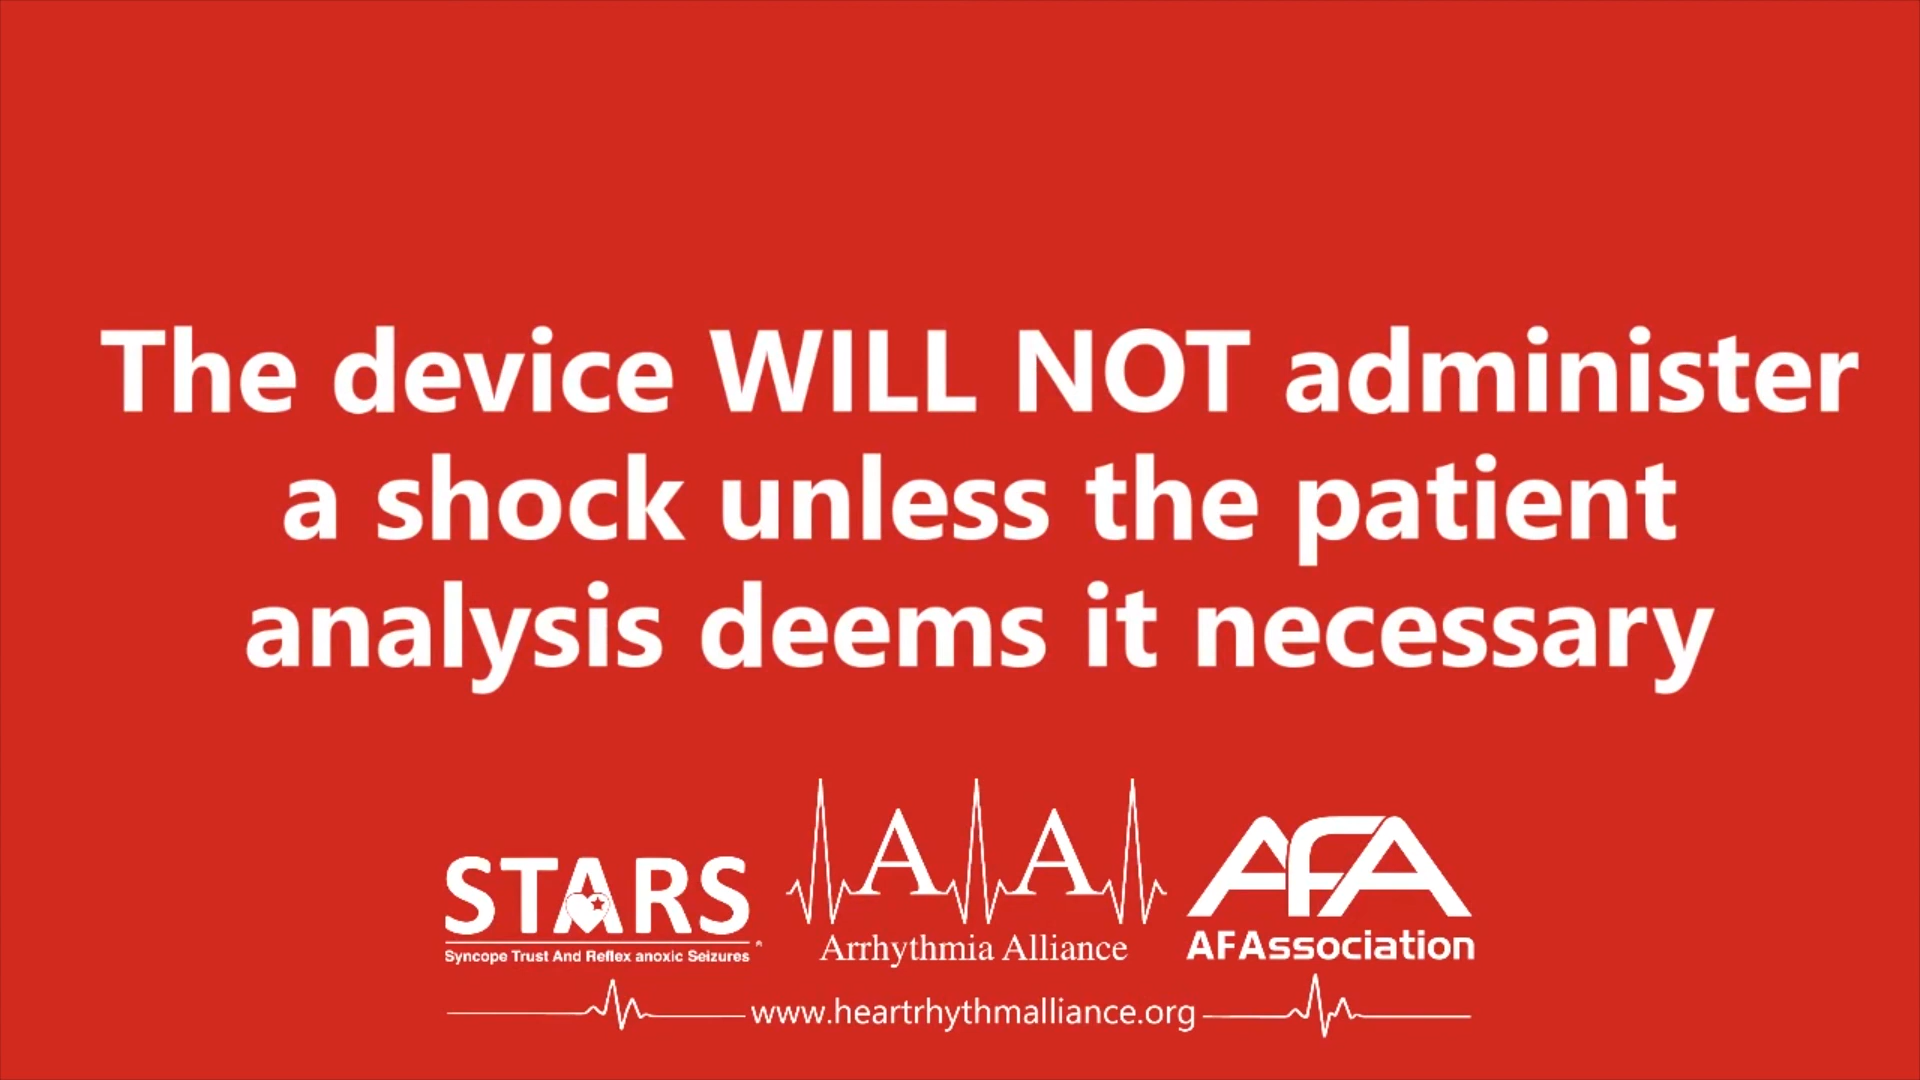 The device WILL NOT administer
a shock unless the patient
analysis deems it necessary
STARS
Syncope Trust And Reflex anoxic Seizures
A A
Arrhythmia Alliance
AFA
AFAssociation
www.heartrhythmalliance.org